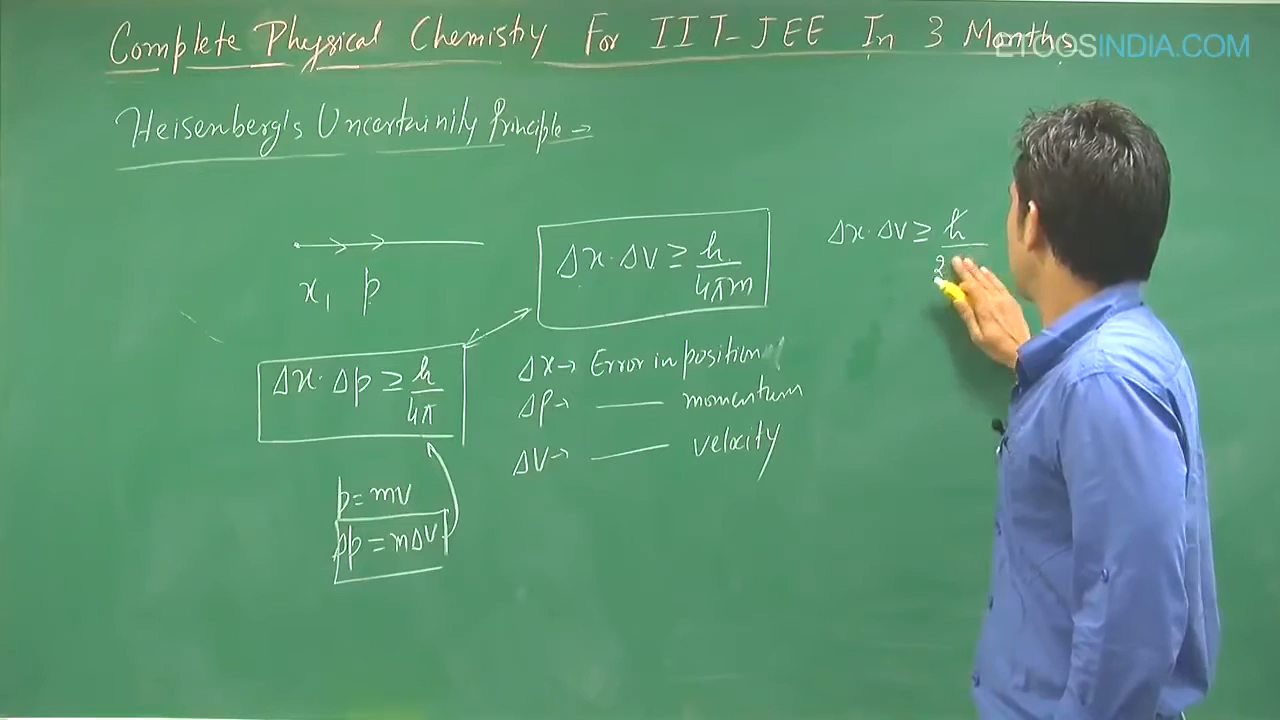 Complete Physical Chemistry For IIT-JEE In 3 Months
ETOOSINDIA.COM
Heisenberg's Uncertainity Principle →
x, p
Δx · Δv ≥ h / 4πm
Δx · Δv ≥ ħ / 2
Δx · Δp ≥ h / 4π
Δx → Error in position
Δp → —— momentum
Δv → —— velocity
p = mv
pp = mΔv